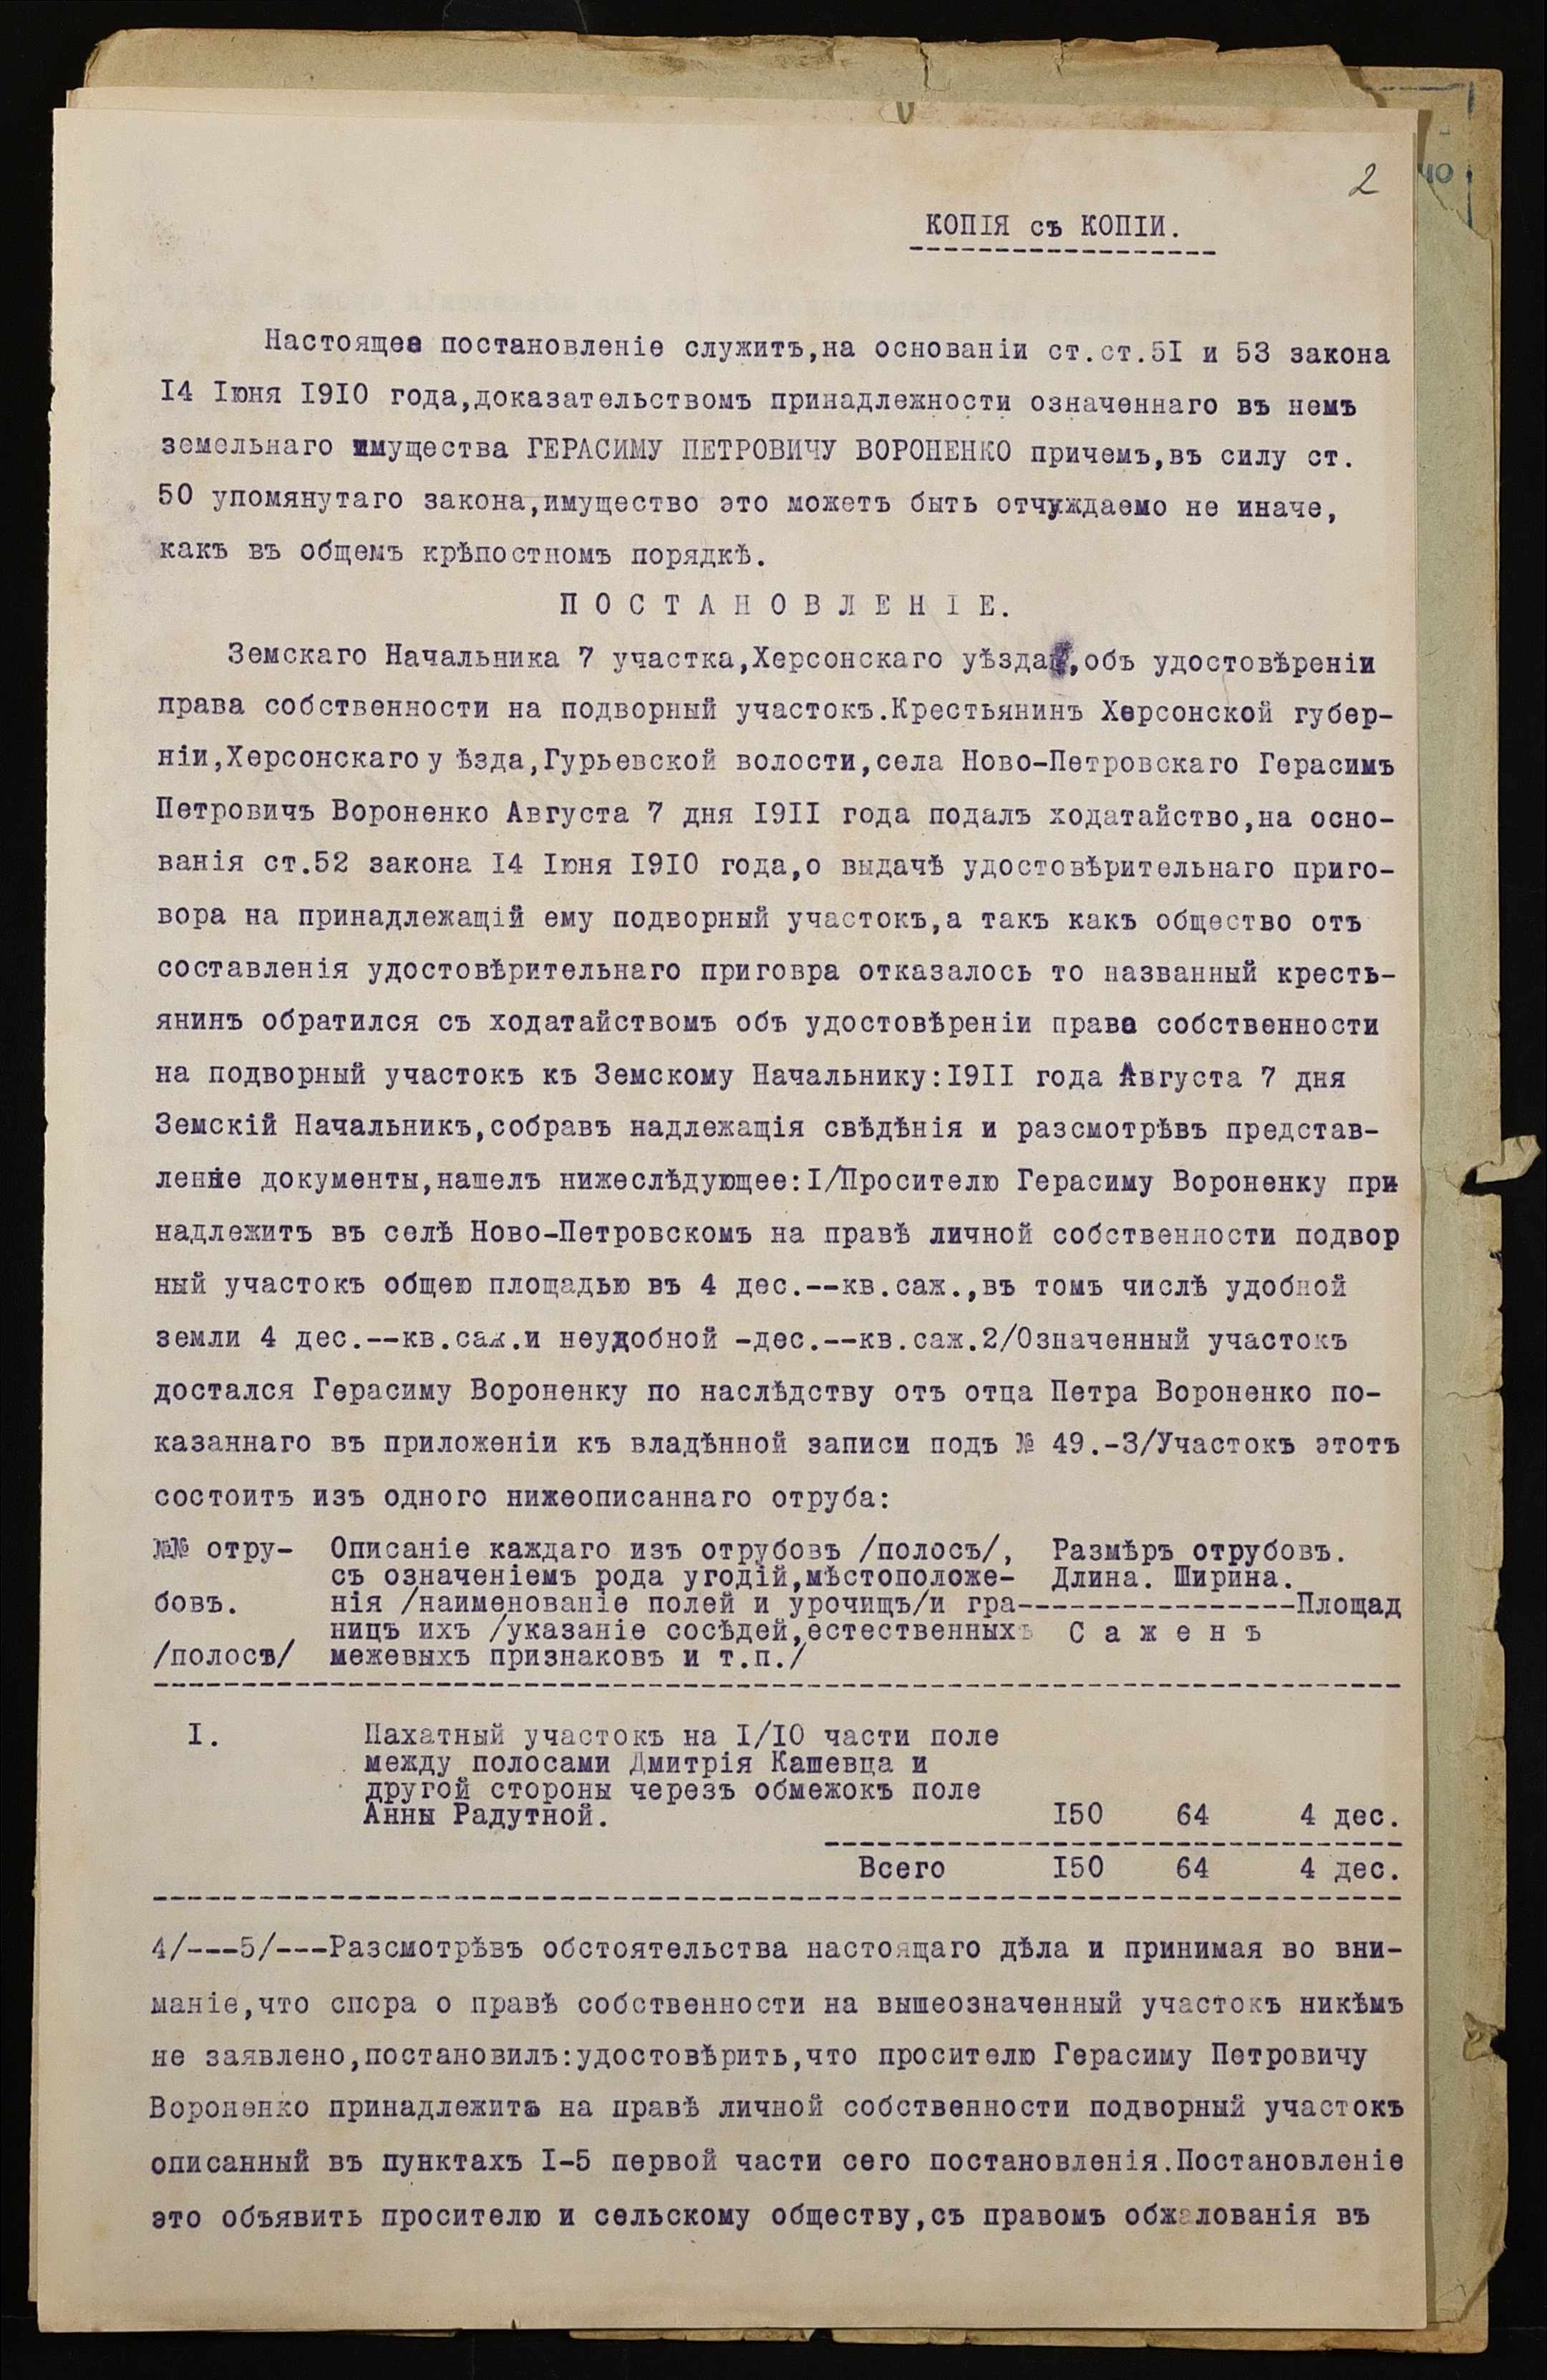 40
2
КОПІЯ съ КОПІИ.
Настоящее постановленіе служитъ,на основаніи ст.ст.5I и 53 закона
I4 Іюня I9I0 года,доказательствомъ принадлежности означеннаго въ немъ
земельнаго имущества ГЕРАСИМУ ПЕТРОВИЧУ ВОРОНЕНКО причемъ,въ силу ст.
50 упомянутаго закона,имущество это можетъ быть отчуждаемо не иначе,
какъ въ общемъ крѣпостномъ порядкѣ.
П О С Т А Н О В Л Е Н І Е.
Земскаго Начальника 7 участка,Херсонскаго уѣзда,объ удостовѣреніи
права собственности на подворный участокъ.Крестьянинъ Херсонской губер-
ніи,Херсонскаго у ѣзда,Гурьевской волости,села Ново-Петровскаго Герасимъ
Петровичъ Вороненко Августа 7 дня I9II года подалъ ходатайство,на осно-
ванія ст.52 закона I4 Іюня I9I0 года,о выдачѣ удостовѣрительнаго приго-
вора на принадлежащій ему подворный участокъ,а такъ какъ общество отъ
составленія удостовѣрительнаго приговра отказалось то названный кресть-
янинъ обратился съ ходатайствомъ объ удостовѣреніи права собственности
на подворный участокъ къ Земскому Начальнику:I9II года Августа 7 дня
Земскій Начальникъ,собравъ надлежащія свѣдѣнія и разсмотрѣвъ представ-
ление документы,нашелъ нижеслѣдующее:I/Просителю Герасиму Вороненку при
надлежитъ въ селѣ Ново-Петровскомъ на правѣ личной собственности подвор
ный участокъ общею площадью въ 4 дес.--кв.саж.,въ томъ числѣ удобной
земли 4 дес.--кв.саж.и неудобной -дес.--кв.саж.2/Означенный участокъ
достался Герасиму Вороненку по наслѣдству отъ отца Петра Вороненко по-
казаннаго въ приложеніи къ владѣнной записи подъ № 49.-3/Участокъ этотъ
состоитъ изъ одного нижеописаннаго отруба:
№№ отру- Описаніе каждаго изъ отрубовъ /полосъ/, Размѣръ отрубовъ.
съ означеніемъ рода угодій,мѣстоположе- Длина. Ширина.
бовъ. нія /наименованіе полей и урочищъ/и гра----------------Площад
ницъ ихъ /указаніе сосѣдей,естественныхъ С а ж е н ъ
/полосъ/ межевыхъ признаковъ и т.п./
I. Пахатный участокъ на I/I0 части поле
между полосами Дмитрія Кашевца и
другой стороны черезъ обмежокъ поле
Анны Радутной. I50 64 4 дес.
Всего I50 64 4 дес.
4/---5/---Разсмотрѣвъ обстоятельства настоящаго дѣла и принимая во вни-
маніе,что спора о правѣ собственности на вышеозначенный участокъ никѣмъ
не заявлено,постановилъ:удостовѣрить,что просителю Герасиму Петровичу
Вороненко принадлежитъ на правѣ личной собственности подворный участокъ
описанный въ пунктахъ I-5 первой части сего постановленія.Постановленіе
это объявить просителю и сельскому обществу,съ правомъ обжалованія въ